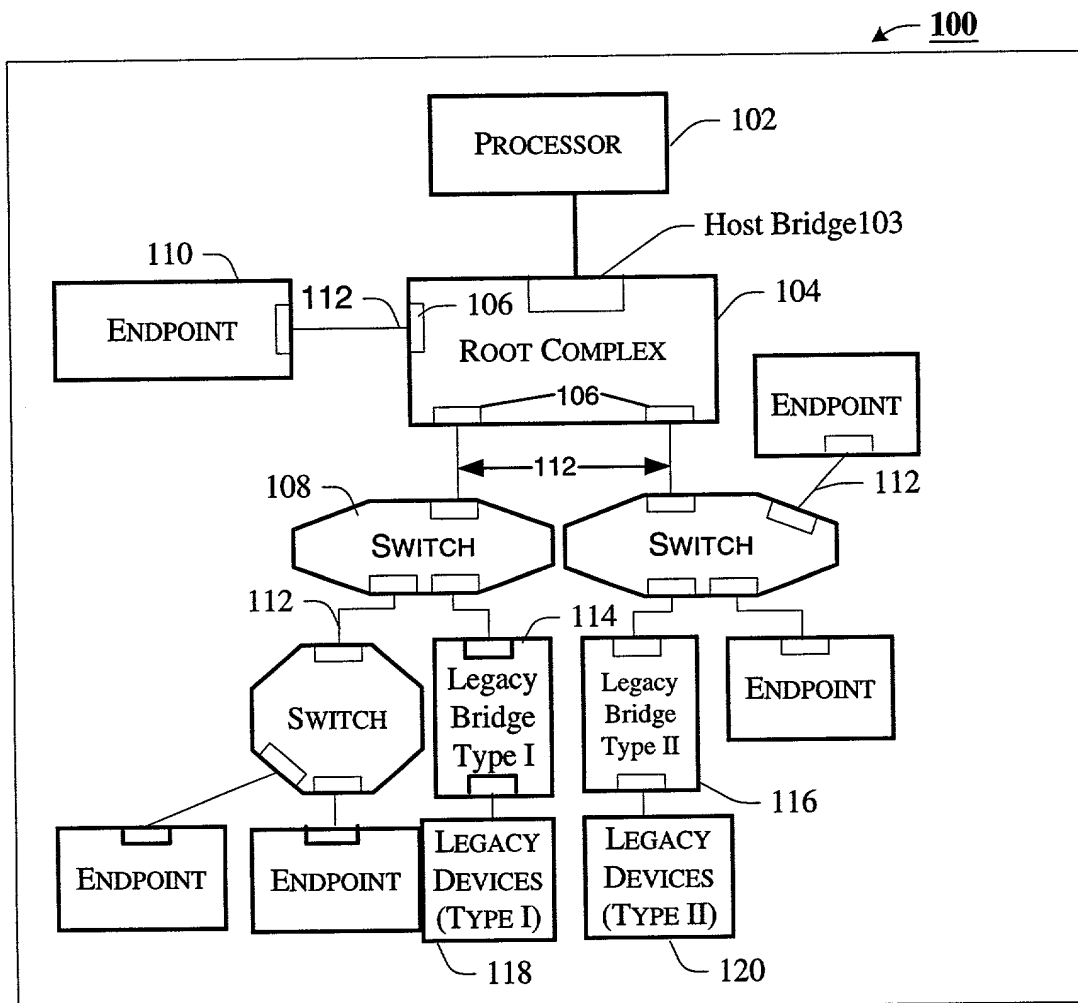 100
PROCESSOR
102
Host Bridge103
110
ENDPOINT
112
106
104
ROOT COMPLEX
106
ENDPOINT
112
112
108
SWITCH
SWITCH
112
114
Legacy
Bridge
Type I
Legacy
Bridge
Type II
ENDPOINT
SWITCH
116
ENDPOINT
ENDPOINT
LEGACY
DEVICES
(TYPE I)
LEGACY
DEVICES
(TYPE II)
118
120